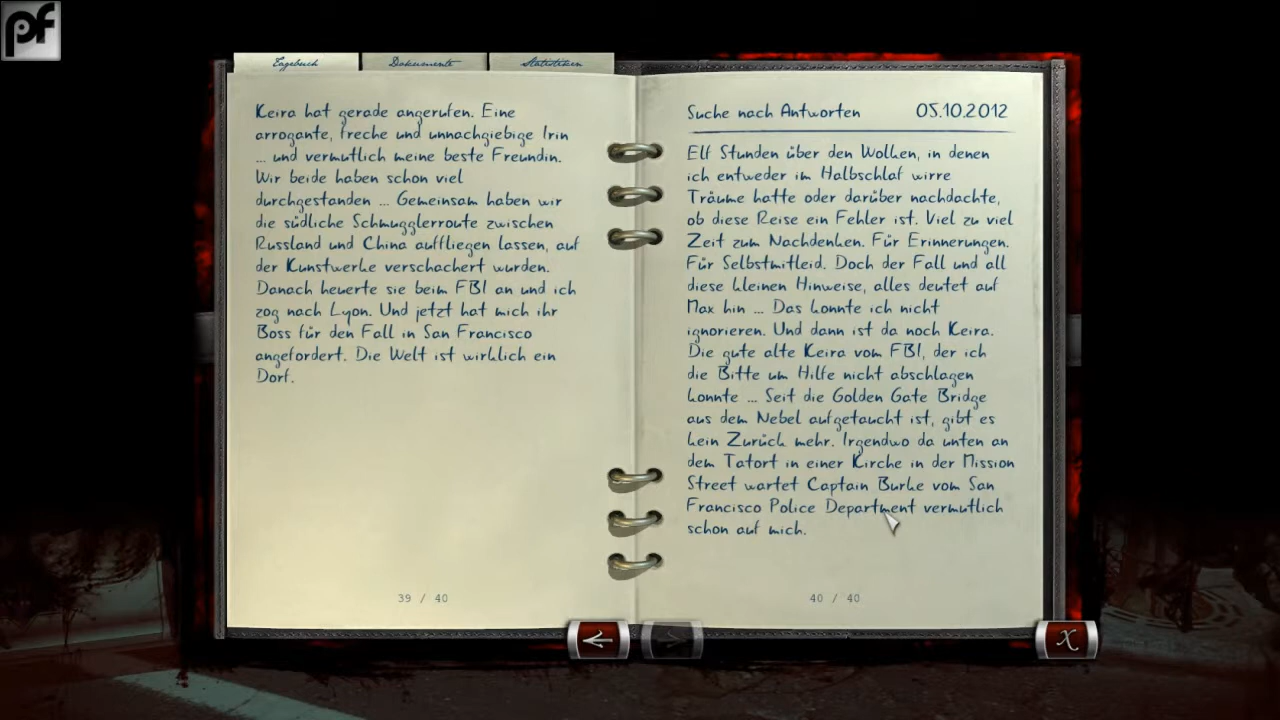 pf
Tagebuch
Dokumente
Statistiken
Keira hat gerade angerufen. Eine
arrogante, freche und unnachgiebige Irin
... und vermutlich meine beste Freundin.
Wir beide haben schon viel
durchgestanden ... Gemeinsam haben wir
die südliche Schmugglerroute zwischen
Russland und China auffliegen lassen, auf
der Kunstwerke verschachert wurden.
Danach heuerte sie beim FBI an und ich
zog nach Lyon. Und jetzt hat mich ihr
Boss für den Fall in San Francisco
angefordert. Die Welt ist wirklich ein
Dorf.
39 / 40
Suche nach Antworten 05.10.2012
Elf Stunden über den Wolken, in denen
ich entweder im Halbschlaf wirre
Träume hatte oder darüber nachdachte,
ob diese Reise ein Fehler ist. Viel zu viel
Zeit zum Nachdenken. Für Erinnerungen.
Für Selbstmitleid. Doch der Fall und all
diese kleinen Hinweise, alles deutet auf
Max hin ... Das konnte ich nicht
ignorieren. Und dann ist da noch Keira.
Die gute alte Keira vom FBI, der ich
die Bitte um Hilfe nicht abschlagen
konnte ... Seit die Golden Gate Bridge
aus dem Nebel aufgetaucht ist, gibt es
kein Zurück mehr. Irgendwo da unten an
dem Tatort in einer Kirche in der Mission
Street wartet Captain Burke vom San
Francisco Police Department vermutlich
schon auf mich.
40 / 40
X